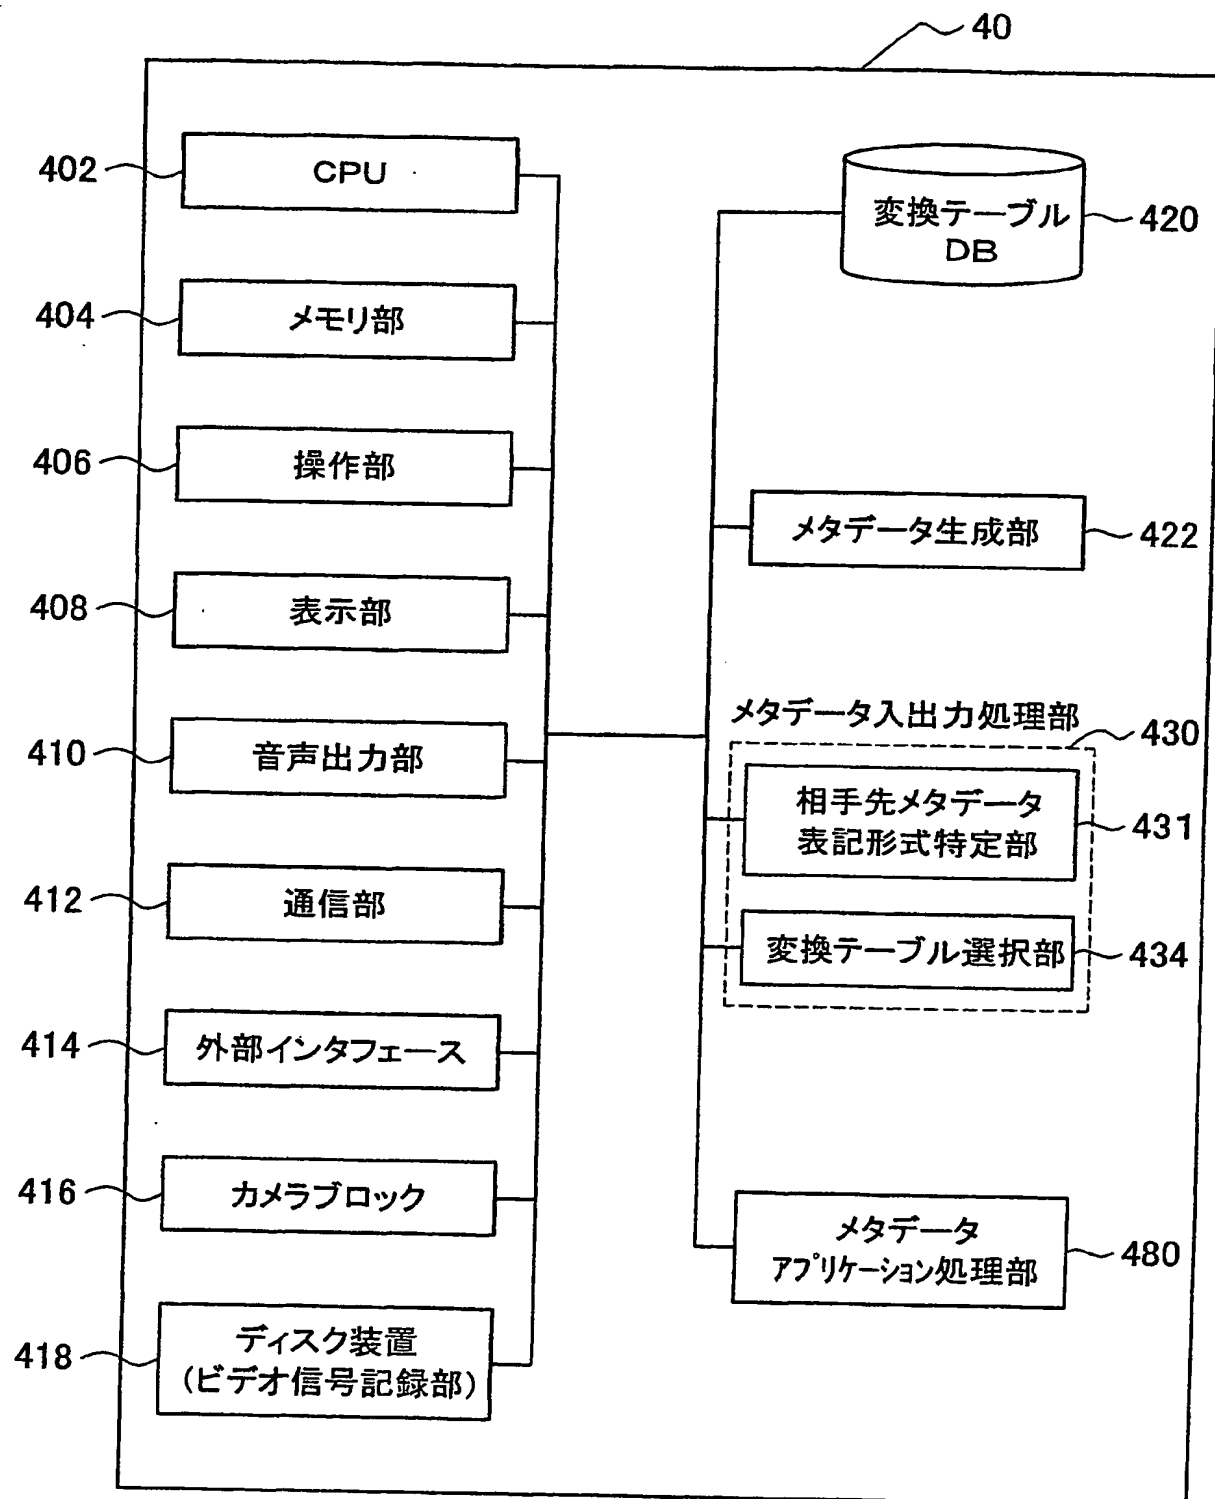 40
402
CPU
404
メモリ部
406
操作部
408
表示部
410
音声出力部
412
通信部
414
外部インタフェース
416
カメラブロック
418
ディスク装置
(ビデオ信号記録部)
変換テーブル
DB
420
メタデータ生成部
422
メタデータ入出力処理部
430
相手先メタデータ
表記形式特定部
431
変換テーブル選択部
434
メタデータ
アプリケーション処理部
480